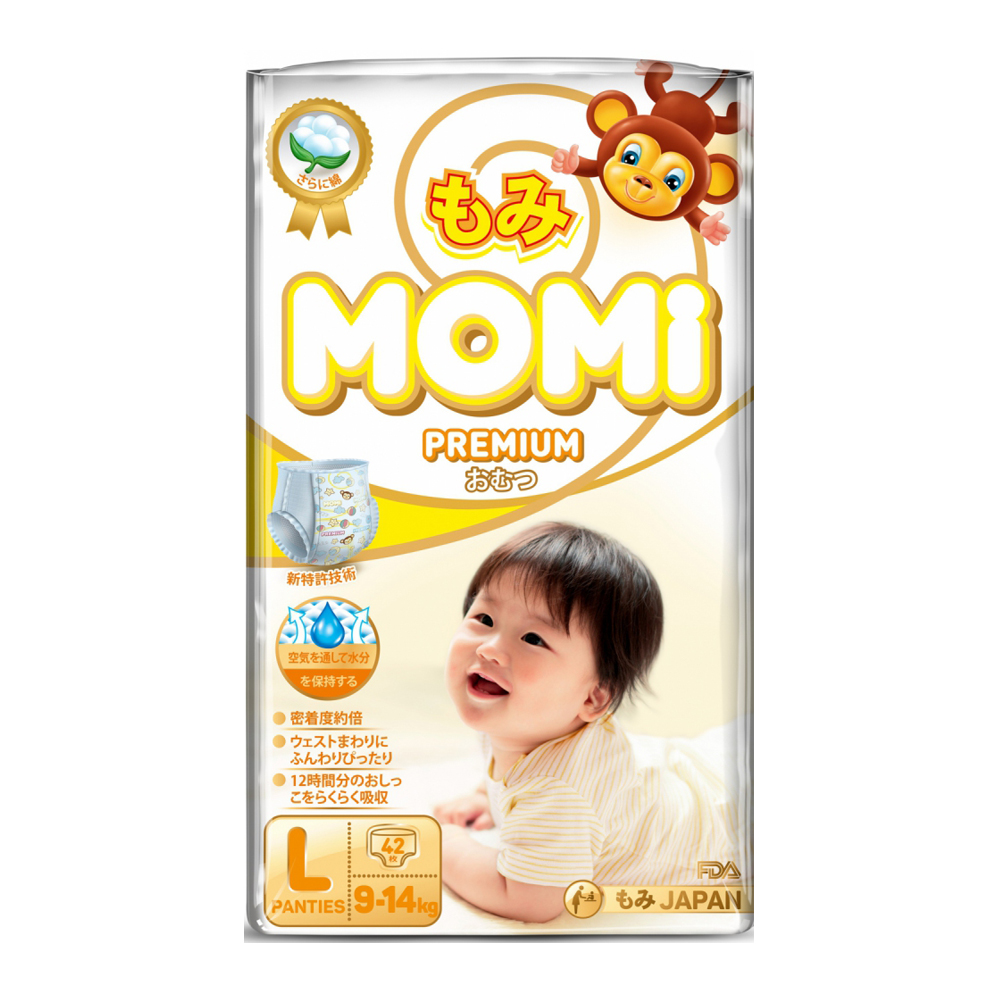 さらに綿
もみ
MOMi
PREMIUM
おむつ
PREMIUM
新特許技術
空気を通して水分
を保持する
密着度約倍
ウェストまわりに
ふんわりぴったり
12時間分のおしっ
こをらくらく吸収
L
PANTIES
42
枚
9-14kg
FDA
もみ JAPAN